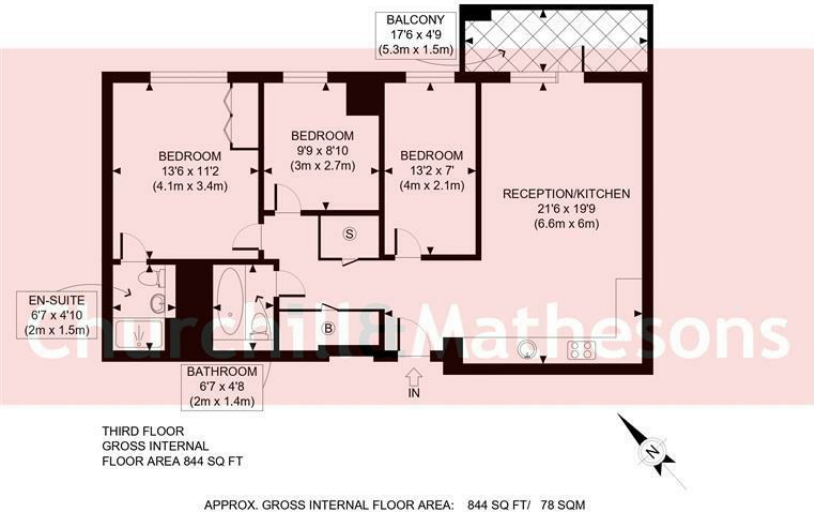 BALCONY
17'6 x 4'9
(5.3m x 1.5m)
BEDROOM
13'6 x 11'2
(4.1m x 3.4m)
BEDROOM
9'9 x 8'10
(3m x 2.7m)
BEDROOM
13'2 x 7'
(4m x 2.1m)
RECEPTION/KITCHEN
21'6 x 19'9
(6.6m x 6m)
S
EN-SUITE
6'7 x 4'10
(2m x 1.5m)
B
Churchill&Mathesons
BATHROOM
6'7 x 4'8
(2m x 1.4m)
IN
N
THIRD FLOOR
GROSS INTERNAL
FLOOR AREA 844 SQ FT
APPROX. GROSS INTERNAL FLOOR AREA: 844 SQ FT/ 78 SQM